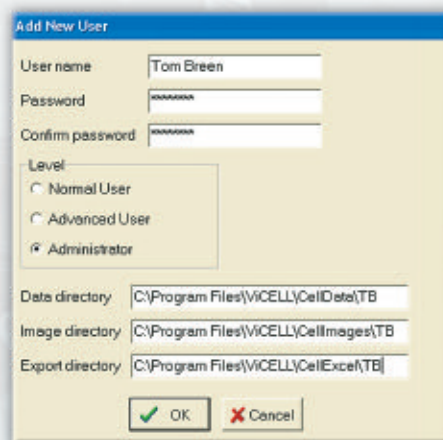 Add New User
User name Tom Breen
Password ********
Confirm password ********
Level
Normal User
Advanced User
Administrator
Data directory C:\Program Files\ViCELL\CellData\TB
Image directory C:\Program Files\ViCELL\CellImages\TB
Export directory C:\Program Files\ViCELL\CellExcel\TB
OK Cancel